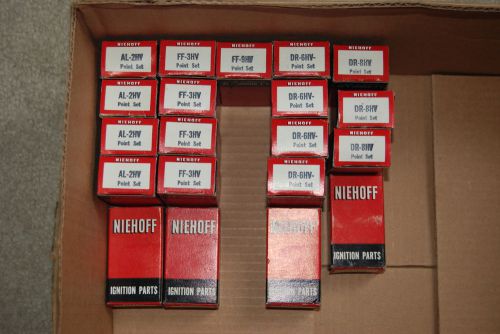 NIEHOFF
AL-2HV
Point Set
NIEHOFF
FF-3HV
Point Set
NIEHOFF
FF-9HV
Point Set
NIEHOFF
DR-6HV-
Point Set
NIEHOFF
DR-8HV
Point Set
NIEHOFF
AL-2HV
Point Set
NIEHOFF
FF-3HV
Point Set
NIEHOFF
DR-6HV-
Point Set
NIEHOFF
DR-8HV
Point Set
NIEHOFF
AL-2HV
Point Set
NIEHOFF
FF-3HV
Point Set
NIEHOFF
DR-6HV-
Point Set
NIEHOFF
DR-8HV
Point Set
NIEHOFF
AL-2HV
Point Set
NIEHOFF
FF-3HV
Point Set
NIEHOFF
DR-6HV-
Point Set
NIEHOFF
IGNITION PARTS
NIEHOFF
IGNITION PARTS
NIEHOFF
IGNITION PARTS
NIEHOFF
IGNITION PARTS